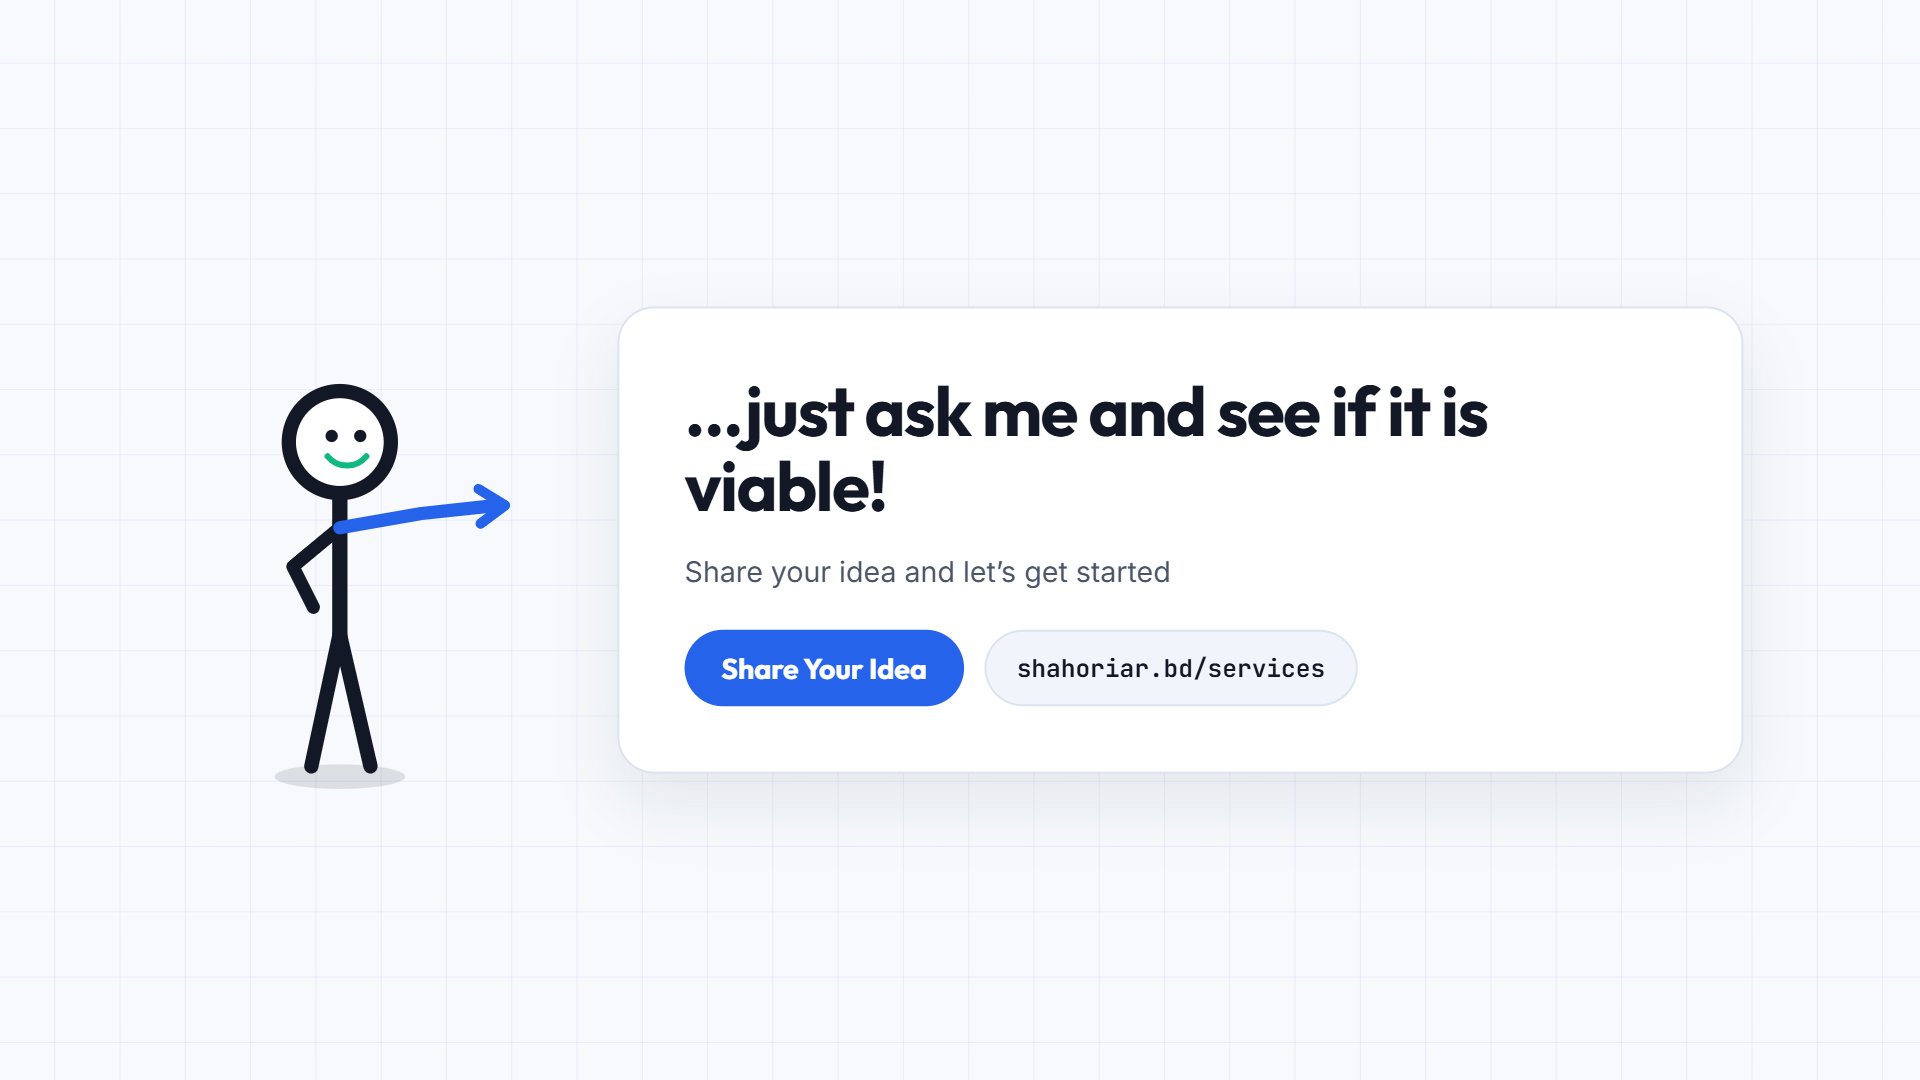 ...just ask me and see if it is
viable!
Share your idea and let’s get started
Share Your Idea
shahoriar.bd/services